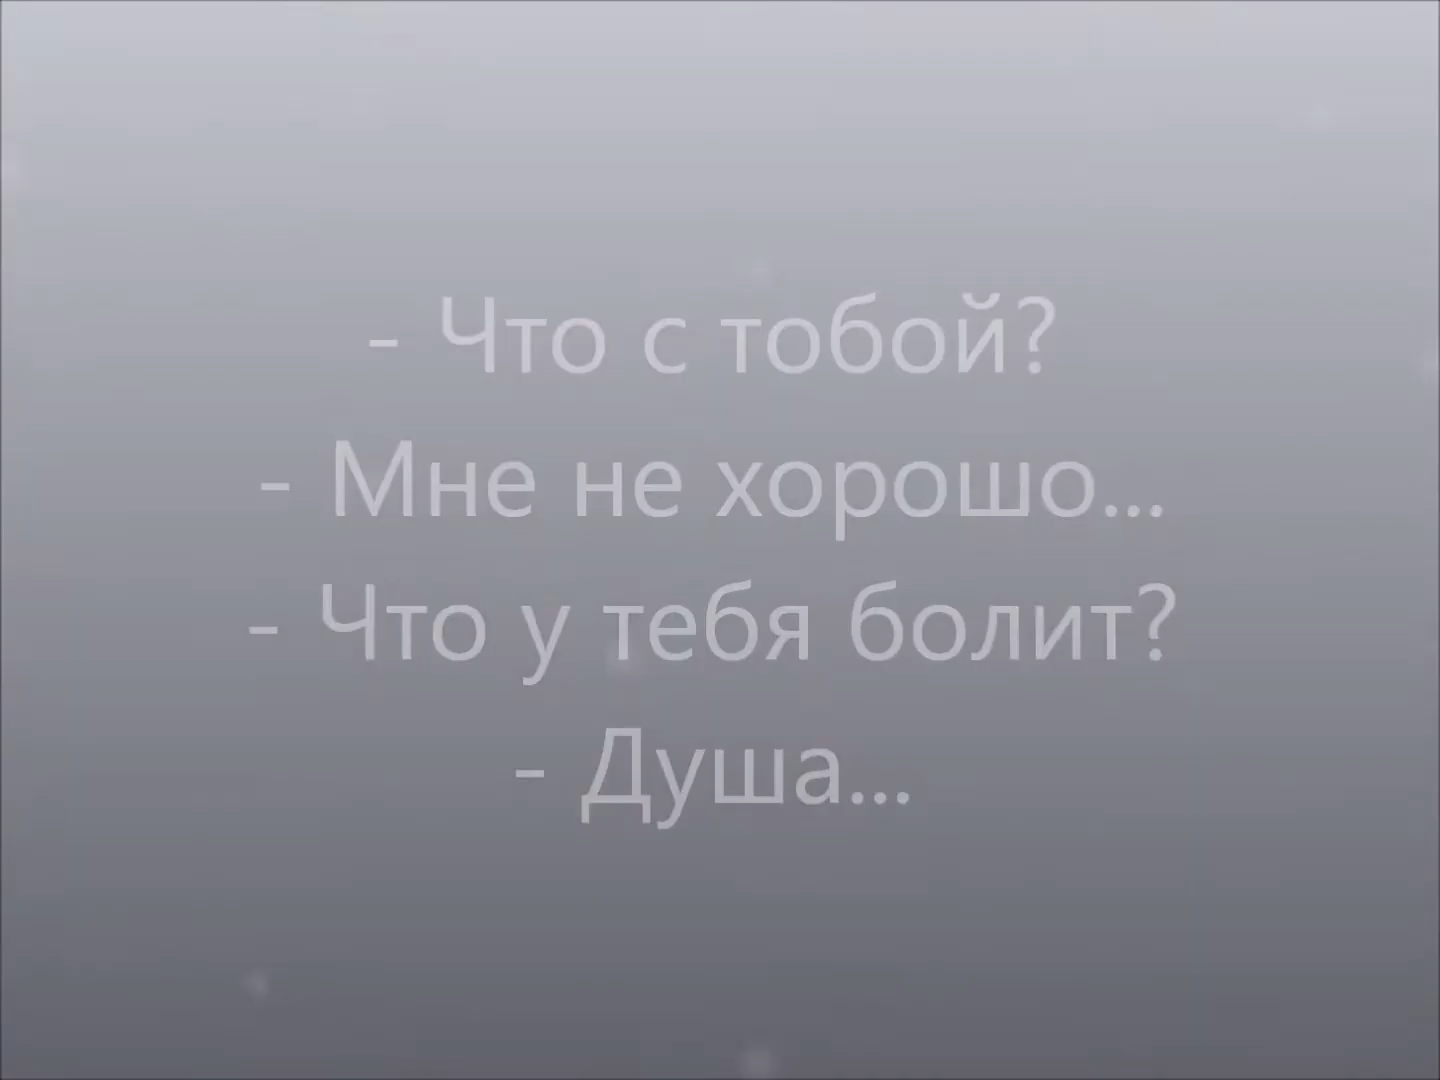 - Что с тобой?
- Мне не хорошо...
- Что у тебя болит?
- Душа...